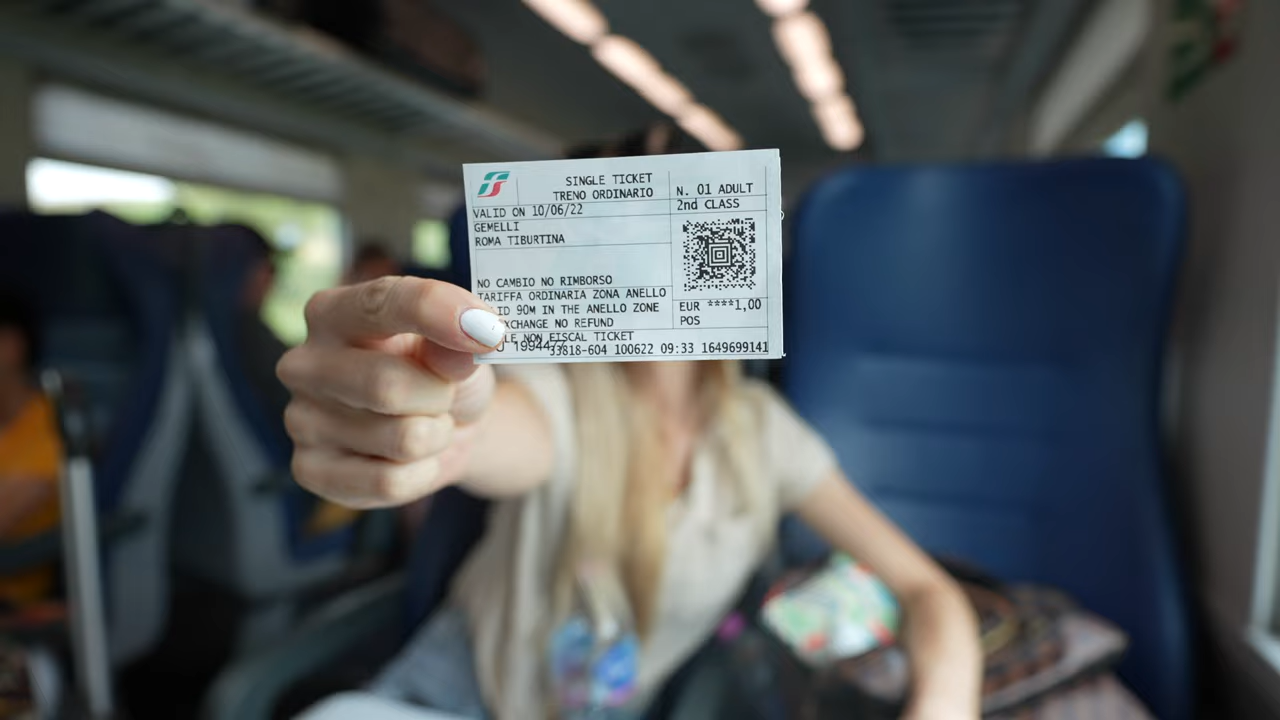 SINGLE TICKET
TRENO ORDINARIO
N. 01 ADULT
VALID ON 10/06/22
2nd CLASS
GEMELLI
ROMA TIBURTINA
NO CAMBIO NO RIMBORSO
TARIFFA ORDINARIA ZONA ANELLO
90M IN THE ANELLO ZONE
EUR ****1,00
NO REFUND
POS
NON FISCAL TICKET
33818-604 100622 09:33 1649699141